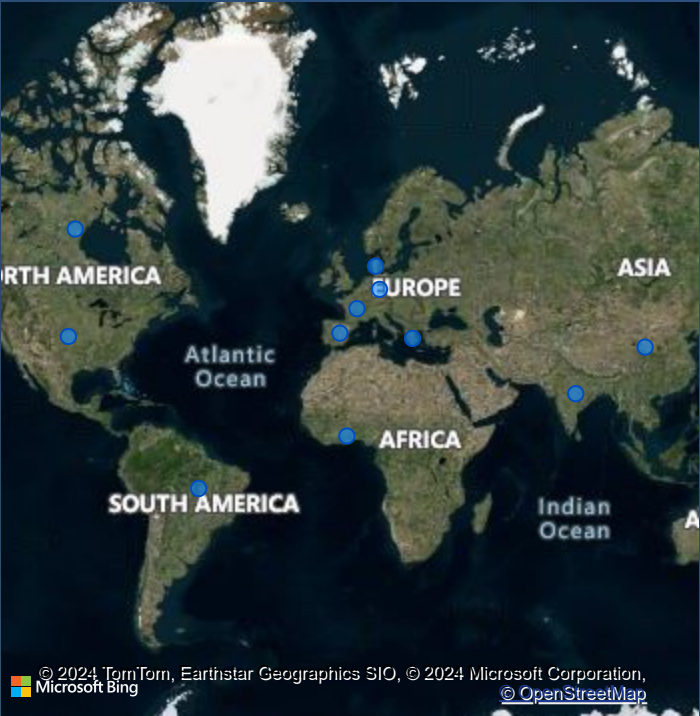 RTH AMERICA
EUROPE
ASIA
Atlantic
Ocean
AFRICA
SOUTH AMERICA
Indian
Ocean
A
© 2024 TomTom, Earthstar Geographics SIO, © 2024 Microsoft Corporation,
Microsoft Bing
© OpenStreetMap